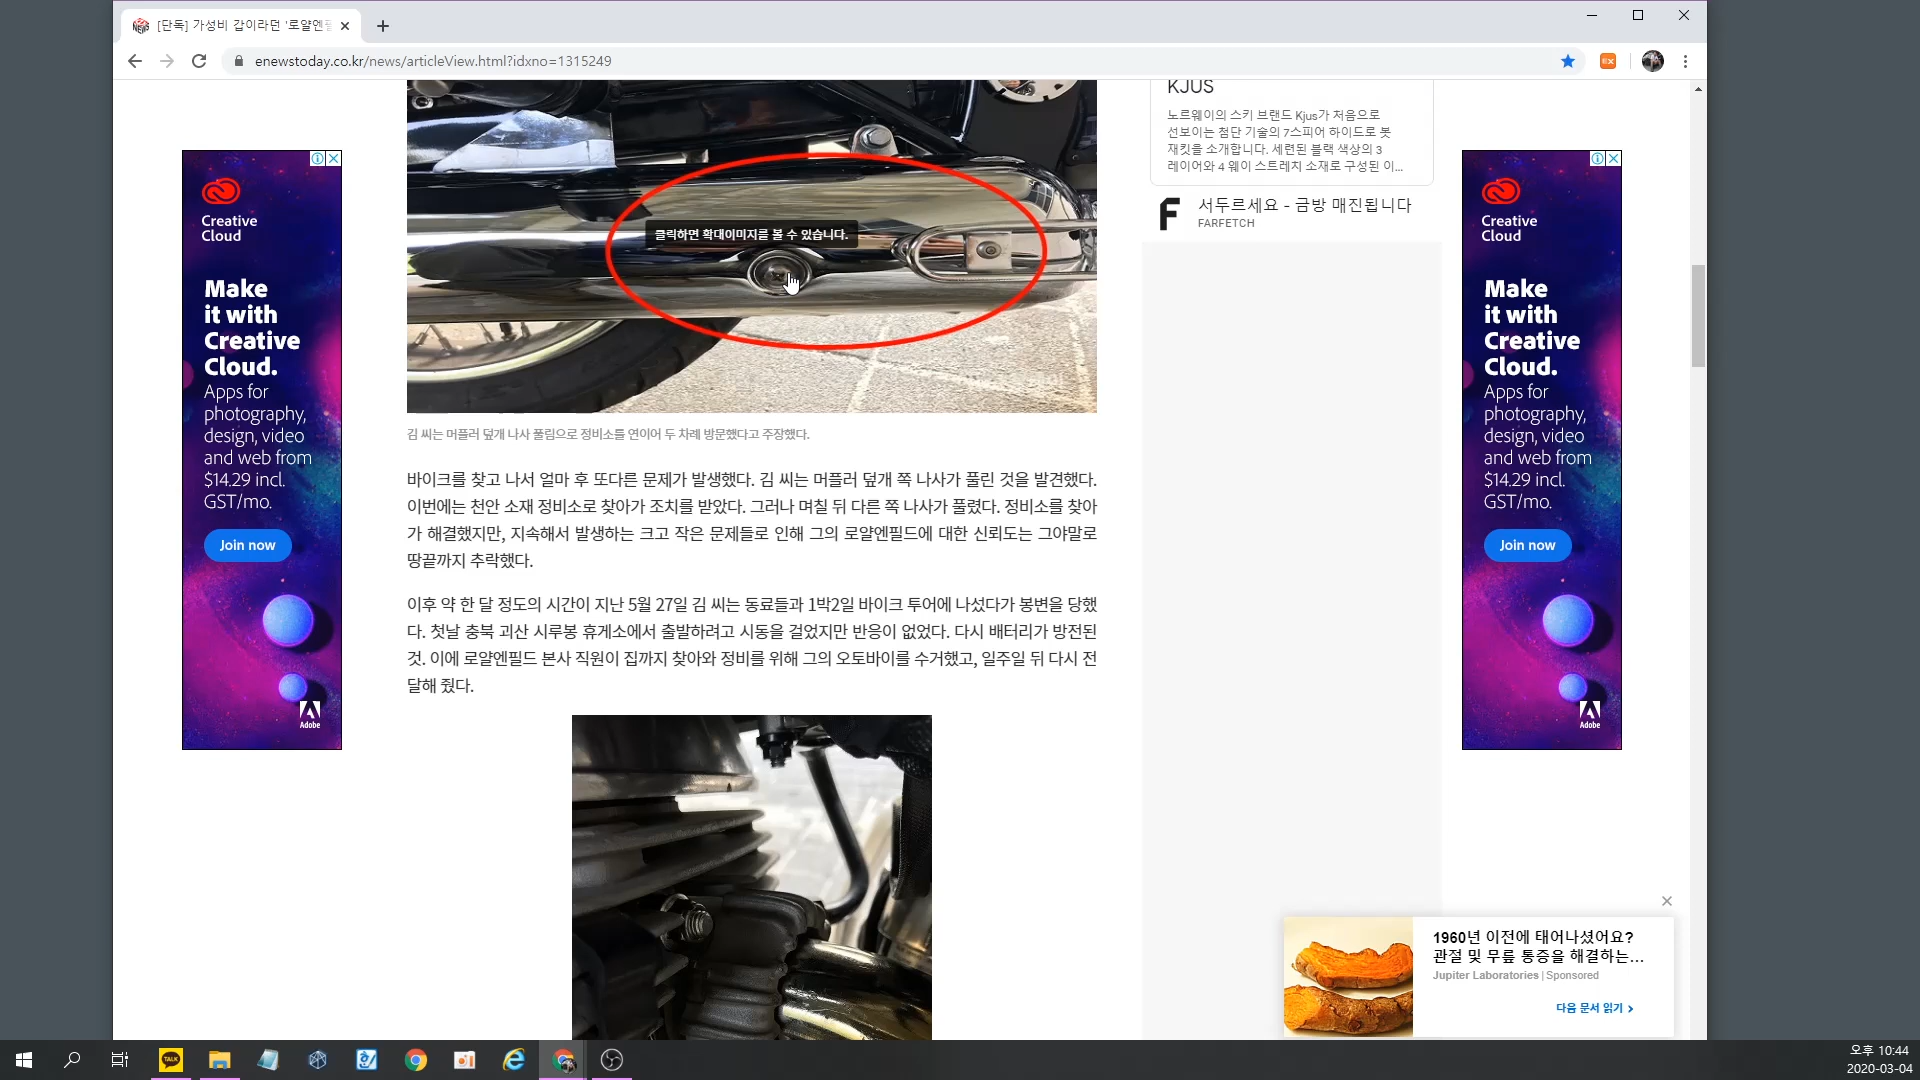 [단독] 가성비 갑이라던 '로얄엔필
enewstoday.co.kr/news/articleView.html?idxno=1315249
Creative
Cloud
Make
it with
Creative
Cloud.
Apps for
photography,
design, video
and web from
$14.29 incl.
GST/mo.
Join now
Adobe
클릭하면 확대이미지를 볼 수 있습니다.
김 씨는 머플러 덮개 나사 풀림으로 정비소를 연이어 두 차례 방문했다고 주장했다.
바이크를 찾고 나서 얼마 후 또다른 문제가 발생했다. 김 씨는 머플러 덮개 쪽 나사가 풀린 것을 발견했다.
이번에는 천안 소재 정비소로 찾아가 조치를 받았다. 그러나 며칠 뒤 다른 쪽 나사가 풀렸다. 정비소를 찾아
가 해결했지만, 지속해서 발생하는 크고 작은 문제들로 인해 그의 로얄엔필드에 대한 신뢰도는 그야말로
땅끝까지 추락했다.
이후 약 한 달 정도의 시간이 지난 5월 27일 김 씨는 동료들과 1박2일 바이크 투어에 나섰다가 봉변을 당했
다. 첫날 충북 괴산 시루봉 휴게소에서 출발하려고 시동을 걸었지만 반응이 없었다. 다시 배터리가 방전된
것. 이에 로얄엔필드 본사 직원이 집까지 찾아와 정비를 위해 그의 오토바이를 수거했고, 일주일 뒤 다시 전
달해 줬다.
KJUS
노르웨이의 스키 브랜드 Kjus가 처음으로
선보이는 첨단 기술의 7스피어 하이드로 봇
재킷을 소개합니다. 세련된 블랙 색상의 3
레이어와 4 웨이 스트레치 소재로 구성된 이...
서두르세요 - 금방 매진됩니다
FARFETCH
Creative
Cloud
Make
it with
Creative
Cloud.
Apps for
photography,
design, video
and web from
$14.29 incl.
GST/mo.
Join now
Adobe
1960년 이전에 태어나셨어요?
관절 및 무릎 통증을 해결하는...
Jupiter Laboratories | Sponsored
다음 문서 읽기 >
TALK
오후 10:44
2020-03-04